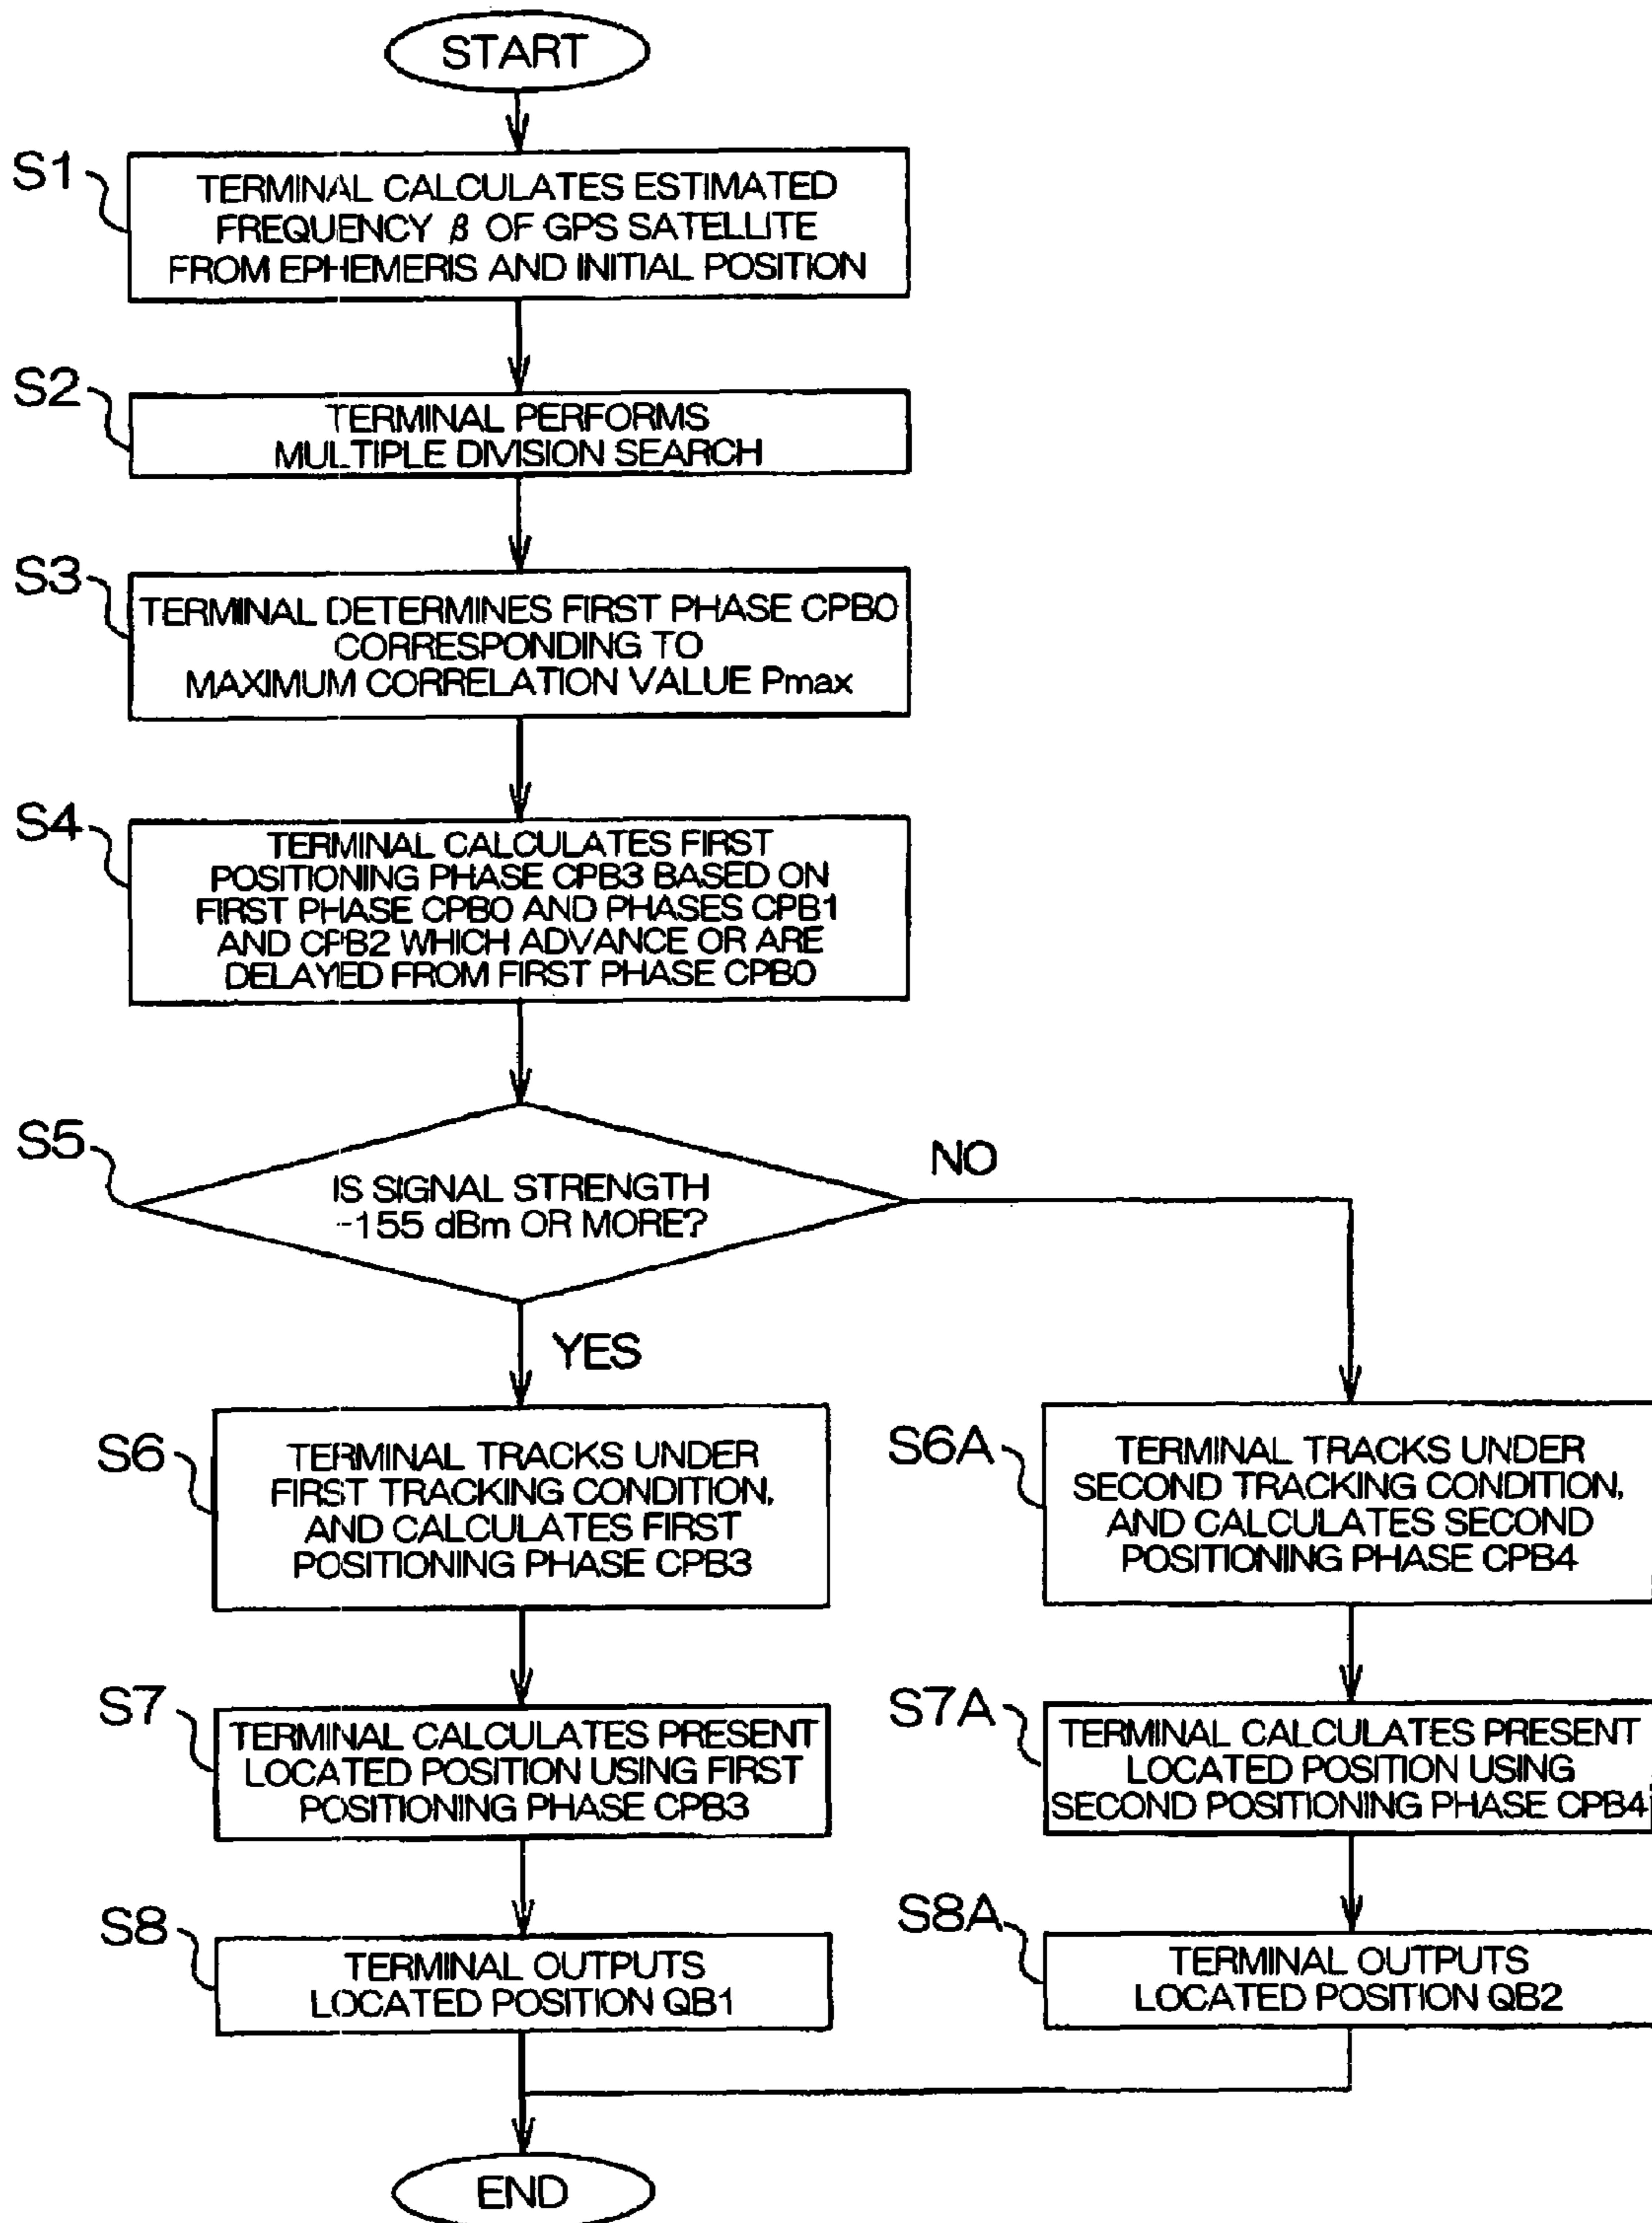 START
S1
TERMINAL CALCULATES ESTIMATED
FREQUENCY β OF GPS SATELLITE
FROM EPHEMERIS AND INITIAL POSITION
S2
TERMINAL PERFORMS
MULTIPLE DIVISION SEARCH
S3
TERMINAL DETERMINES FIRST PHASE CPB0
CORRESPONDING TO
MAXIMUM CORRELATION VALUE Pmax
S4
TERMINAL CALCULATES FIRST
POSITIONING PHASE CPB3 BASED ON
FIRST PHASE CPB0 AND PHASES CPB1
AND CPB2 WHICH ADVANCE OR ARE
DELAYED FROM FIRST PHASE CPB0
S5
IS SIGNAL STRENGTH
-155 dBm OR MORE?
NO
YES
S6
TERMINAL TRACKS UNDER
FIRST TRACKING CONDITION,
AND CALCULATES FIRST
POSITIONING PHASE CPB3
S6A
TERMINAL TRACKS UNDER
SECOND TRACKING CONDITION,
AND CALCULATES SECOND
POSITIONING PHASE CPB4
S7
TERMINAL CALCULATES PRESENT
LOCATED POSITION USING FIRST
POSITIONING PHASE CPB3
S7A
TERMINAL CALCULATES PRESENT
LOCATED POSITION USING
SECOND POSITIONING PHASE CPB4
S8
TERMINAL OUTPUTS
LOCATED POSITION QB1
S8A
TERMINAL OUTPUTS
LOCATED POSITION QB2
END